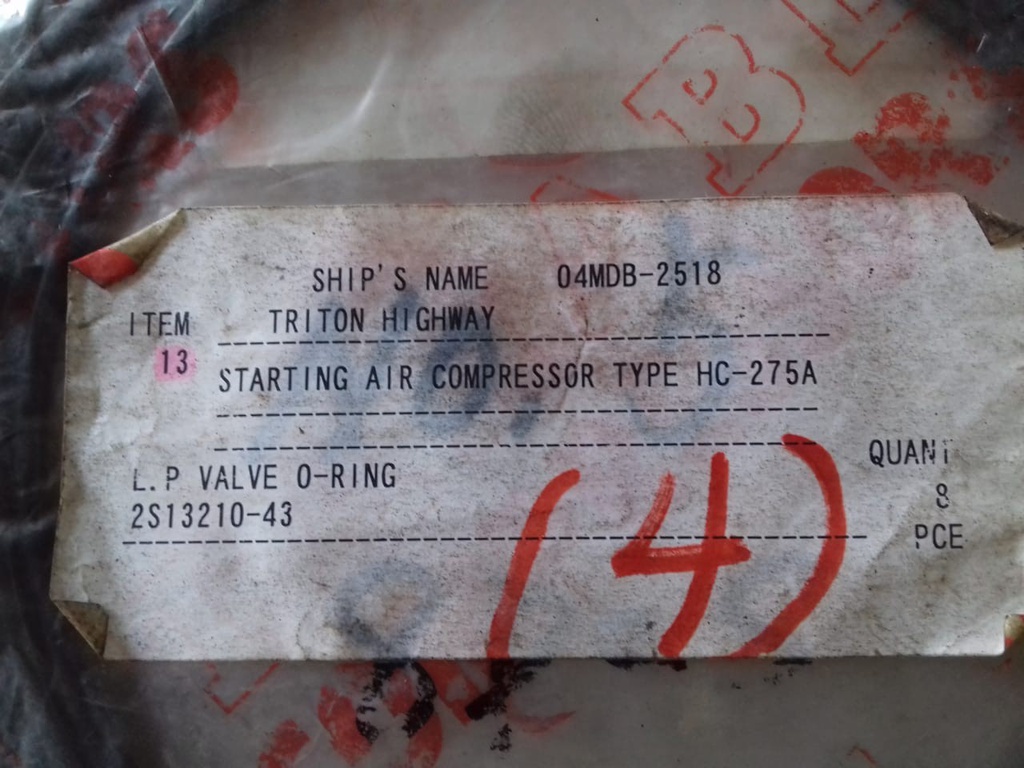 SHIP'S NAME 04MDB-2518
ITEM TRITON HIGHWAY
13
STARTING AIR COMPRESSOR TYPE HC-275A
L.P VALVE O-RING
2S13210-43
QUANT
8
PCE
(4)